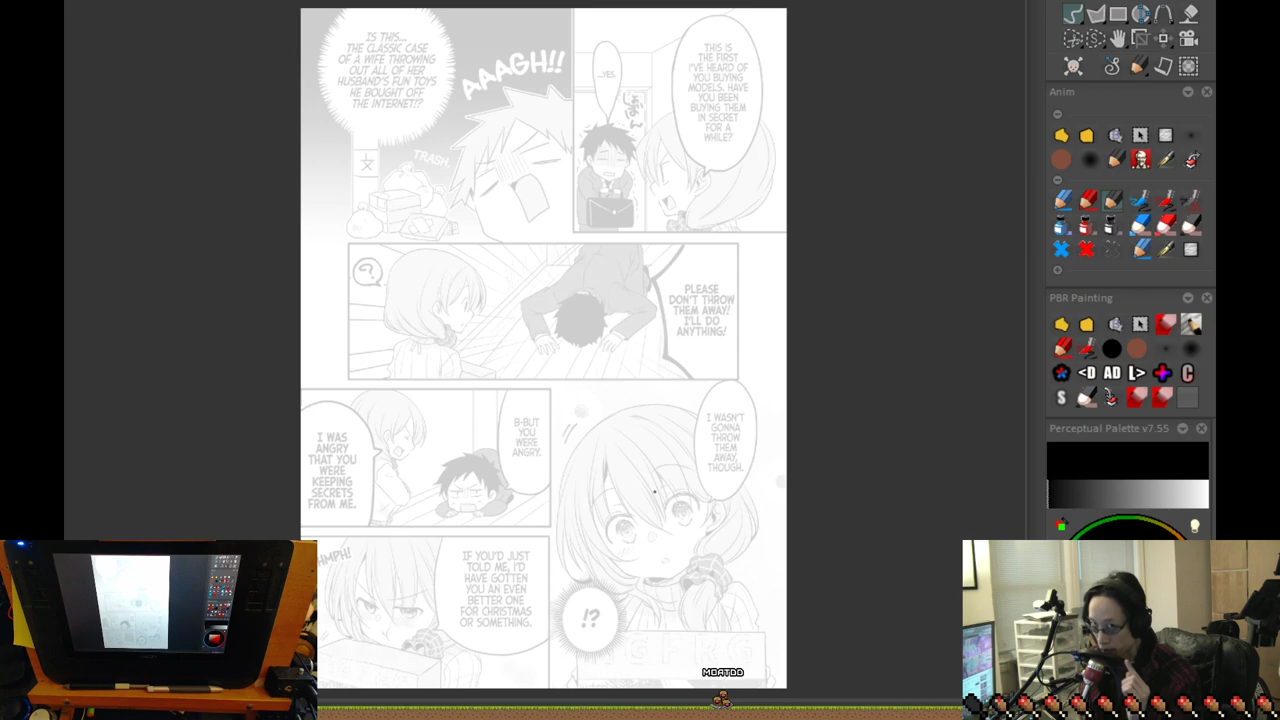 THIS IS
THE FIRST
I'VE HEARD OF
YOU BUYING
MODELS. HAVE
YOU BEEN
BUYING THEM
IN SECRET
FOR A
WHILE?
...YES.
IS THIS...
THE CLASSIC CASE
OF A WIFE THROWING
OUT ALL OF HER
HUSBAND'S FUN TOYS
HE BOUGHT OFF
THE INTERNET!?
AAAGH!!
TRASH
文
PLEASE
DON'T THROW
THEM AWAY!
I'LL DO
ANYTHING!
?
B-BUT
YOU
WERE
ANGRY.
I WAS
ANGRY
THAT YOU
WERE
KEEPING
SECRETS
FROM ME.
I WASN'T
GONNA
THROW
THEM
AWAY,
THOUGH.
HMPH!
IF YOU'D JUST
TOLD ME, I'D
HAVE GOTTEN
YOU AN EVEN
BETTER ONE
FOR CHRISTMAS
OR SOMETHING.
!?
MOATDD
Anim
PBR Painting
<D AD L>
C
S
Perceptual Palette v7.55